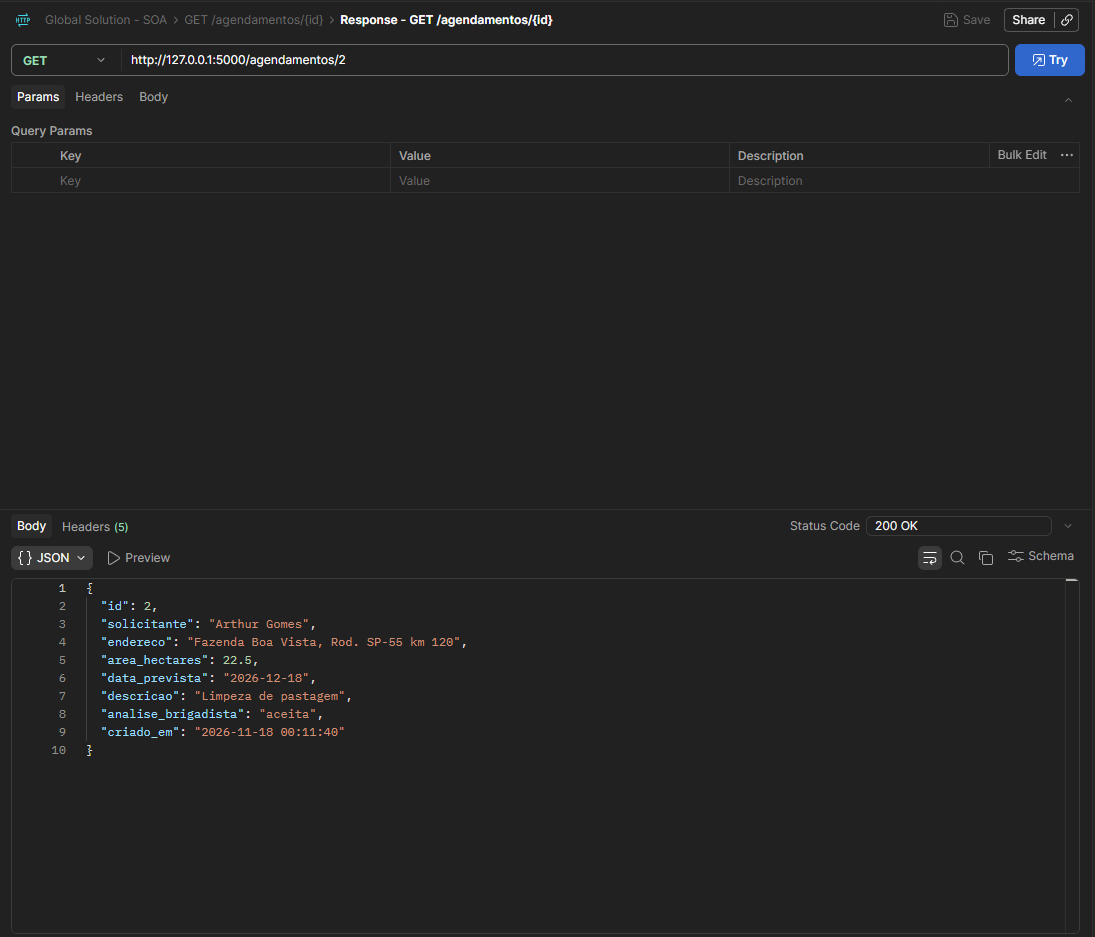 HTTP Global Solution - SOA > GET /agendamentos/{id} > Response - GET /agendamentos/{id} Save Share
GET http://127.0.0.1:5000/agendamentos/2 Try
Params Headers Body
Query Params
Key Value Description Bulk Edit ···
Key Value Description
Body Headers (5) Status Code 200 OK
{ } JSON Preview Schema
1 {
2 "id": 2,
3 "solicitante": "Arthur Gomes",
4 "endereco": "Fazenda Boa Vista, Rod. SP-55 km 120",
5 "area_hectares": 22.5,
6 "data_prevista": "2026-12-18",
7 "descricao": "Limpeza de pastagem",
8 "analise_brigadista": "aceita",
9 "criado_em": "2026-11-18 00:11:40"
10 }